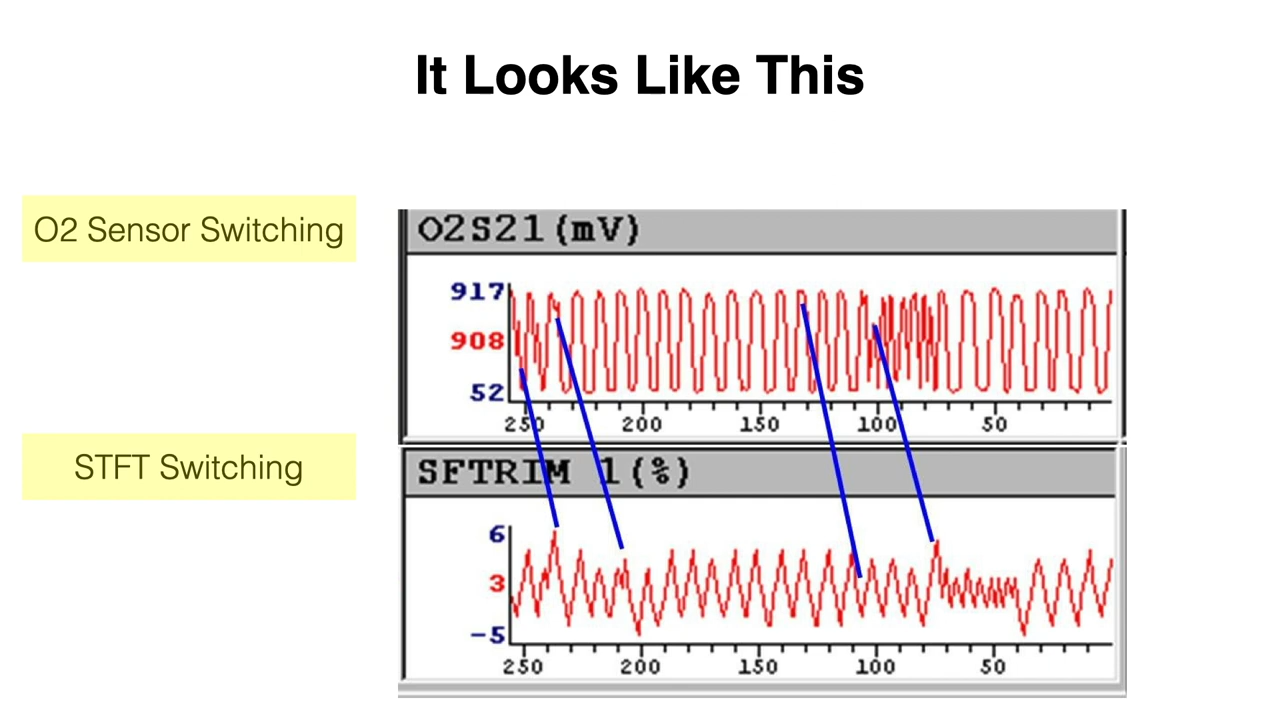 It Looks Like This
O2 Sensor Switching
O2S21(mV)
917
908
52
250 200 150 100 50
STFT Switching
SFTRIM 1(%)
6
3
-5
250 200 150 100 50